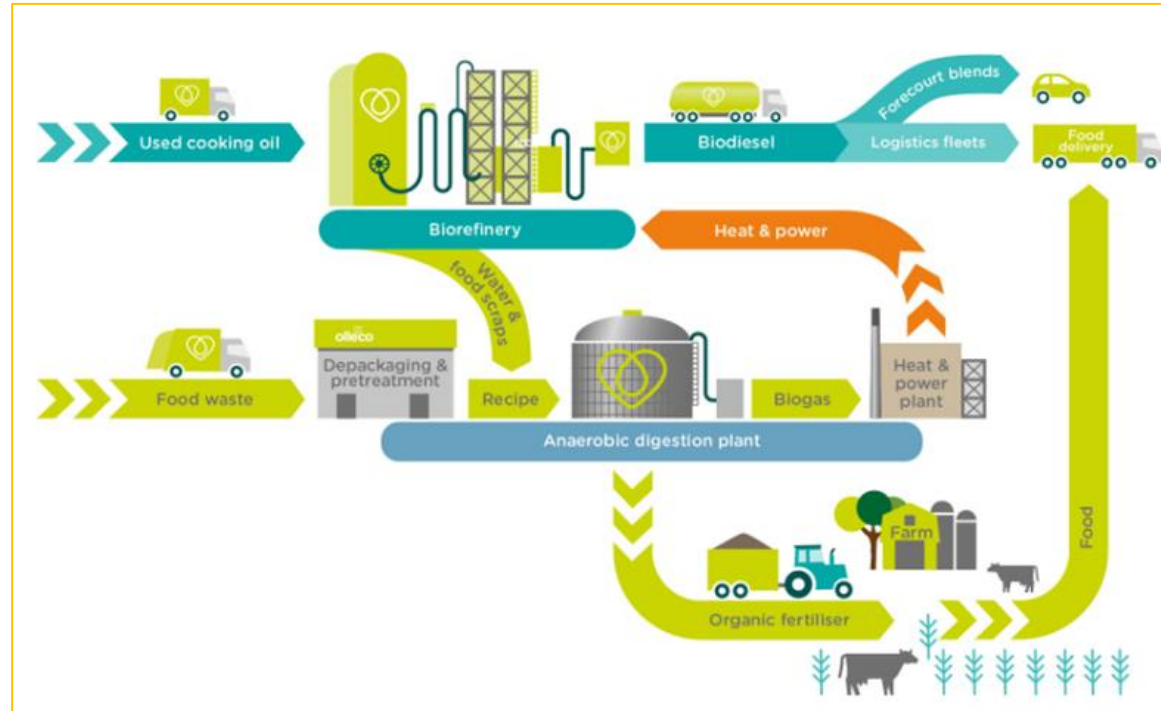 Used cooking oil
Biodiesel
Forecourt blends
Logistics fleets
Food
delivery
Biorefinery
Heat & power
Water &
food scraps
olleco
Depackaging &
pretreatment
Food waste
Recipe
Biogas
Heat &
power
plant
Anaerobic digestion plant
Farm
Organic fertiliser
Food